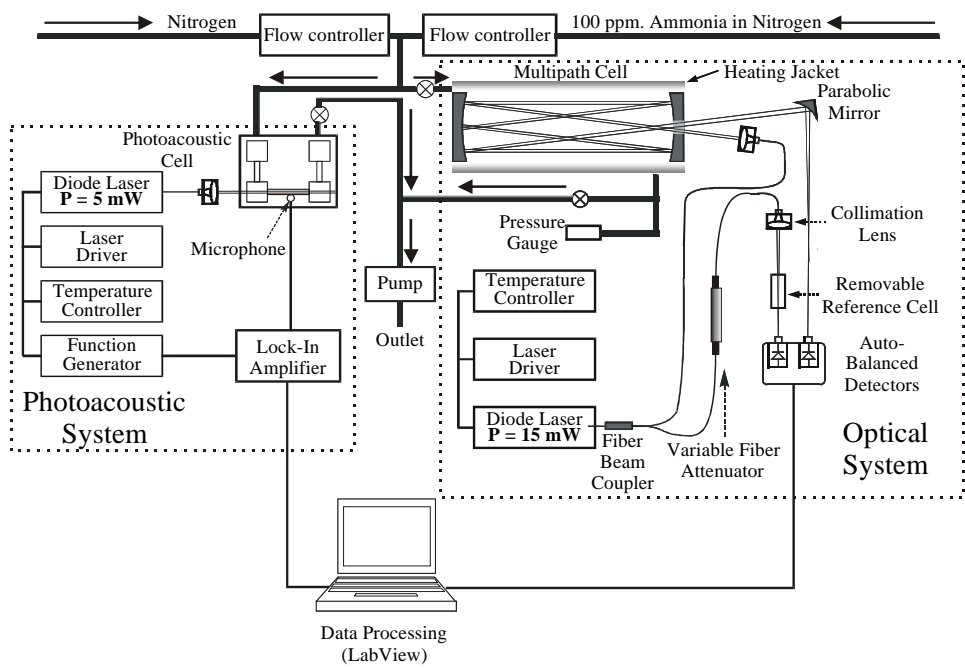 Nitrogen
Flow controller
Flow controller
100 ppm. Ammonia in Nitrogen
Multipath Cell
Heating Jacket
Parabolic
Mirror
Photoacoustic
Cell
Diode Laser
P = 5 mW
Microphone
Laser
Driver
Temperature
Controller
Function
Generator
Lock-In
Amplifier
Photoacoustic
System
Pump
Outlet
Pressure
Gauge
Collimation
Lens
Temperature
Controller
Removable
Reference Cell
Laser
Driver
Auto-
Balanced
Detectors
Diode Laser
P = 15 mW
Fiber
Beam
Coupler
Variable Fiber
Attenuator
Optical
System
Data Processing
(LabView)